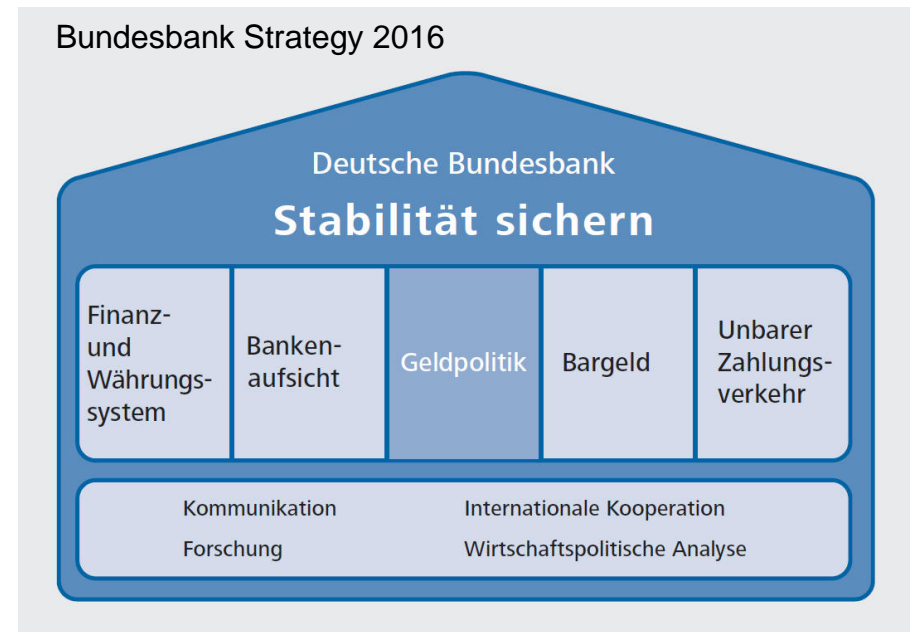 Bundesbank Strategy 2016
Deutsche Bundesbank
Stabilität sichern
Finanz-
und
Währungs-
system
Banken-
aufsicht
Geldpolitik
Bargeld
Unbarer
Zahlungs-
verkehr
Kommunikation
Internationale Kooperation
Forschung
Wirtschaftspolitische Analyse